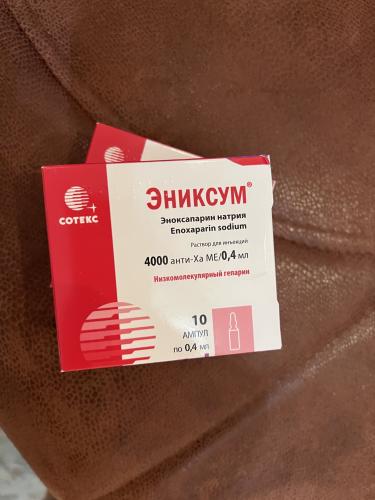 СОТЕКС
ЭНИКСУМ®
Эноксапарин натрия
Enoxaparin sodium
Раствор для инъекций
4000 анти-Ха МЕ/0,4 мл
Низкомолекулярный гепарин
10
АМПУЛ
по 0,4 мл